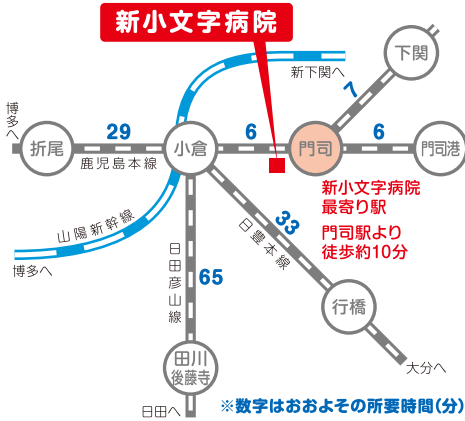 新小文字病院
下関
新下関へ
7
博多へ
29
6
6
折尾
小倉
門司
門司港
鹿児島本線
新小文字病院
最寄り駅
門司駅より
徒歩約10分
山陽新幹線
33
日豊本線
博多へ
日田彦山線
65
行橋
田川
後藤寺
大分へ
日田へ
※数字はおおよその所要時間(分)